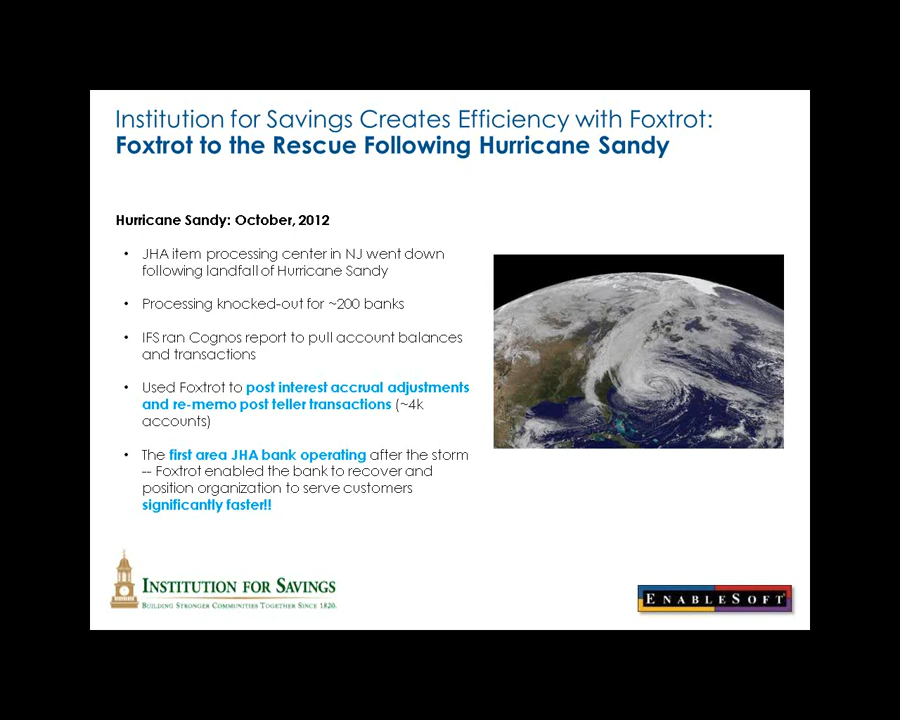 Institution for Savings Creates Efficiency with Foxtrot:
Foxtrot to the Rescue Following Hurricane Sandy
Hurricane Sandy: October, 2012
• JHA item processing center in NJ went down
following landfall of Hurricane Sandy
• Processing knocked-out for ~200 banks
• IFS ran Cognos report to pull account balances
and transactions
• Used Foxtrot to post interest accrual adjustments
and re-memo post teller transactions (~4k
accounts)
• The first area JHA bank operating after the storm
-- Foxtrot enabled the bank to recover and
position organization to serve customers
significantly faster!!
INSTITUTION FOR SAVINGS
BUILDING STRONGER COMMUNITIES TOGETHER SINCE 1820.
ENABLESOFT